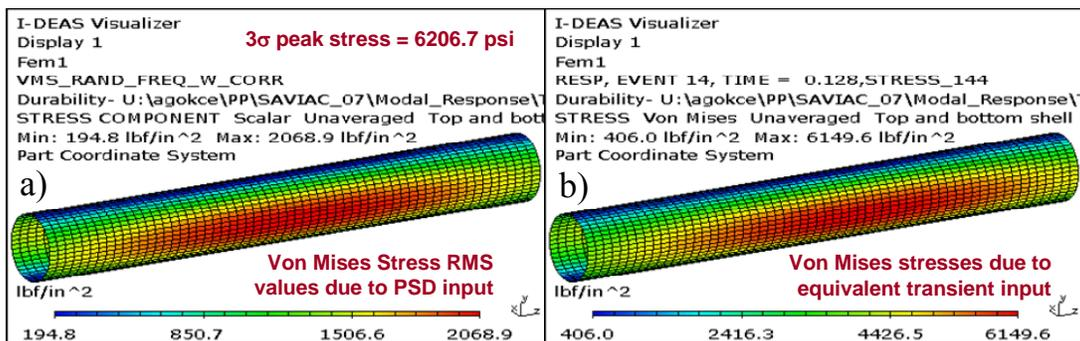 I-DEAS Visualizer
Display 1
3σ peak stress = 6206.7 psi
Fem1
VMS_RAND_FREQ_W_CORR
Durability- U:\agokce\PP\SAVIAC_07\Modal_Response\
STRESS COMPONENT Scalar Unaveraged Top and bott
Min: 194.8 lbf/in^2 Max: 2068.9 lbf/in^2
Part Coordinate System
a)
Von Mises Stress RMS
values due to PSD input
lbf/in^2
y
x
z
194.8 850.7 1506.6 2068.9
I-DEAS Visualizer
Display 1
Fem1
RESP, EVENT 14, TIME = 0.128,STRESS_144
Durability- U:\agokce\PP\SAVIAC_07\Modal_Response\
STRESS Von Mises Unaveraged Top and bottom shell
Min: 406.0 lbf/in^2 Max: 6149.6 lbf/in^2
Part Coordinate System
b)
Von Mises stresses due to
equivalent transient input
lbf/in^2
y
x
z
406.0 2416.3 4426.5 6149.6